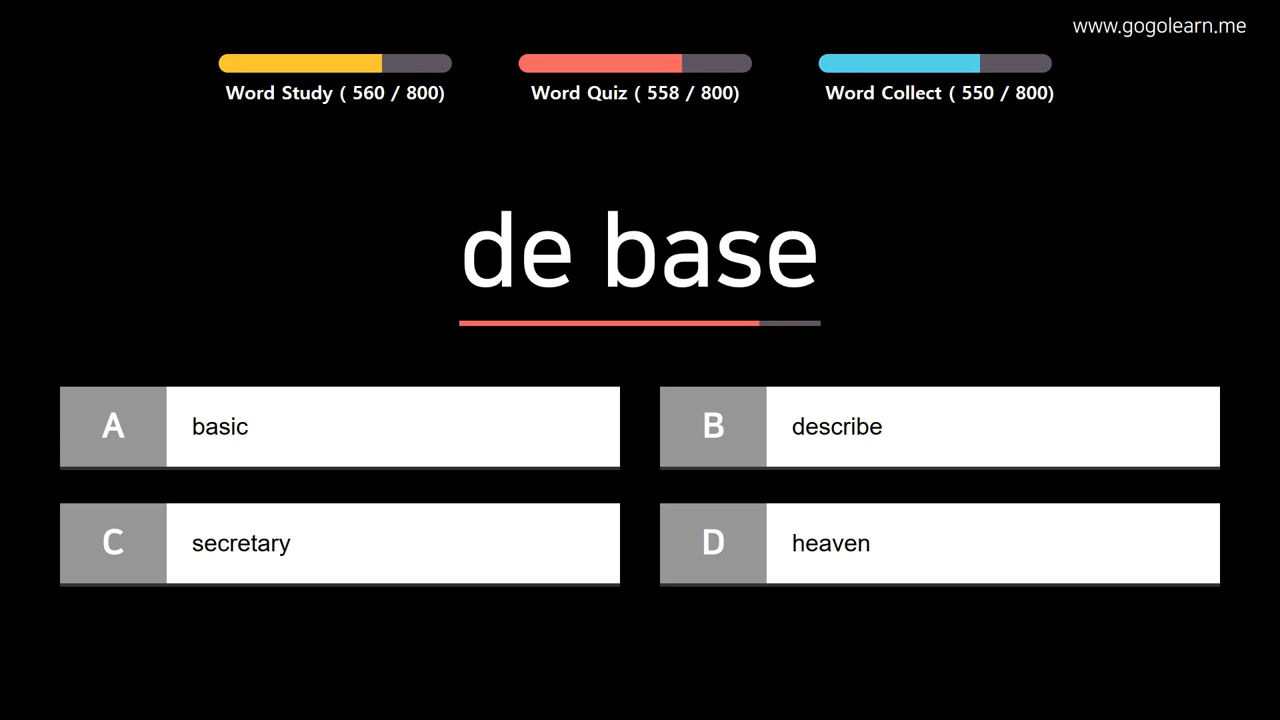 www.gogolearn.me
Word Study ( 560 / 800)
Word Quiz ( 558 / 800)
Word Collect ( 550 / 800)
de base
A
basic
B
describe
C
secretary
D
heaven